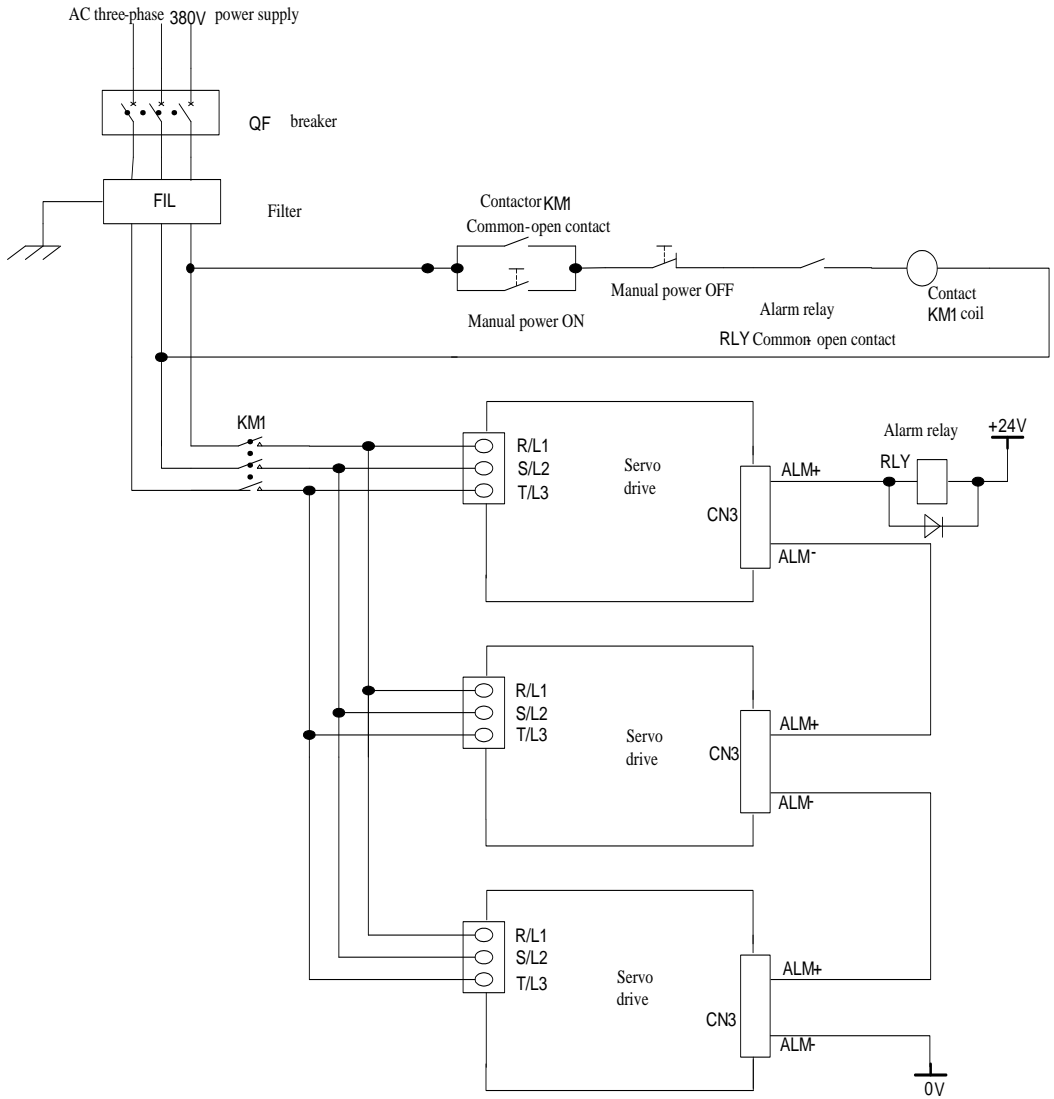 AC three-phase 380V power supply
QF breaker
FIL
Filter
Contactor KM1
Common-open contact
Manual power ON
Manual power OFF
Alarm relay
RLY Common- open contact
Contact
KM1 coil
KM1
R/L1
S/L2
T/L3
Servo
drive
CN3
ALM+
ALM-
Alarm relay
RLY
+24V
R/L1
S/L2
T/L3
Servo
drive
CN3
ALM+
ALM-
R/L1
S/L2
T/L3
Servo
drive
CN3
ALM+
ALM-
0V